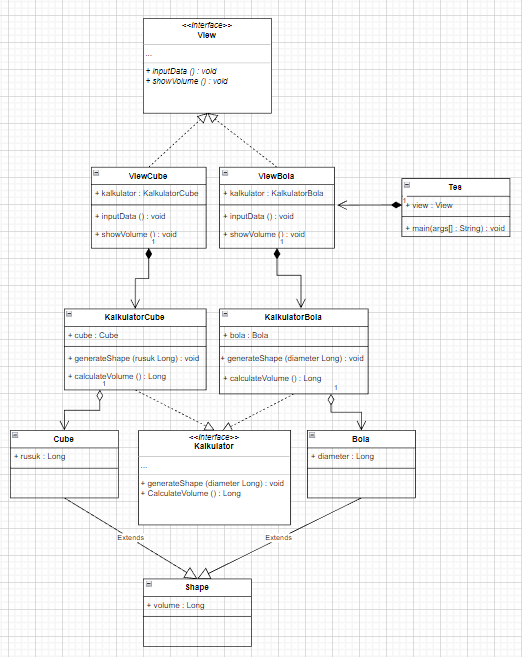 <<interface>>
View
...
+ inputData () : void
+ showVolume () : void
ViewCube
+ kalkulator : KalkulatorCube
+ inputData () : void
+ showVolume () : void
1
ViewBola
+ kalkulator : KalkulatorBola
+ inputData () : void
+ showVolume () : void
1
Tes
1
+ view : View
+ main(args[] : String) : void
KalkulatorCube
+ cube : Cube
+ generateShape (rusuk Long) : void
+ calculateVolume () : Long
1
KalkulatorBola
+ bola : Bola
+ generateShape (diameter Long) : void
+ calculateVolume () : Long
1
Cube
+ rusuk : Long
<<interface>>
Kalkulator
...
+ generateShape (diameter Long) : void
+ CalculateVolume () : Long
Bola
+ diameter : Long
Extends
Extends
Shape
+ volume : Long